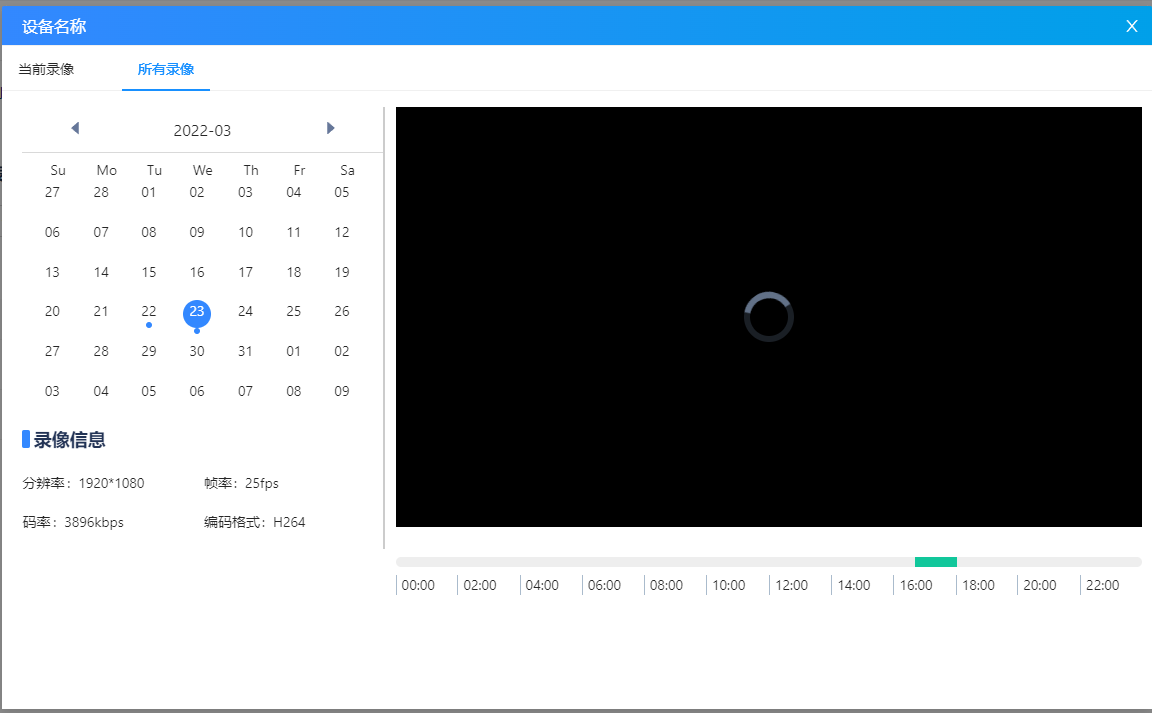 设备名称
当前录像 所有录像
2022-03
Su Mo Tu We Th Fr Sa
27 28 01 02 03 04 05
06 07 08 09 10 11 12
13 14 15 16 17 18 19
20 21 22 23 24 25 26
27 28 29 30 31 01 02
03 04 05 06 07 08 09
录像信息
分辨率：1920*1080 帧率：25fps
码率：3896kbps 编码格式：H264
00:00 02:00 04:00 06:00 08:00 10:00 12:00 14:00 16:00 18:00 20:00 22:00